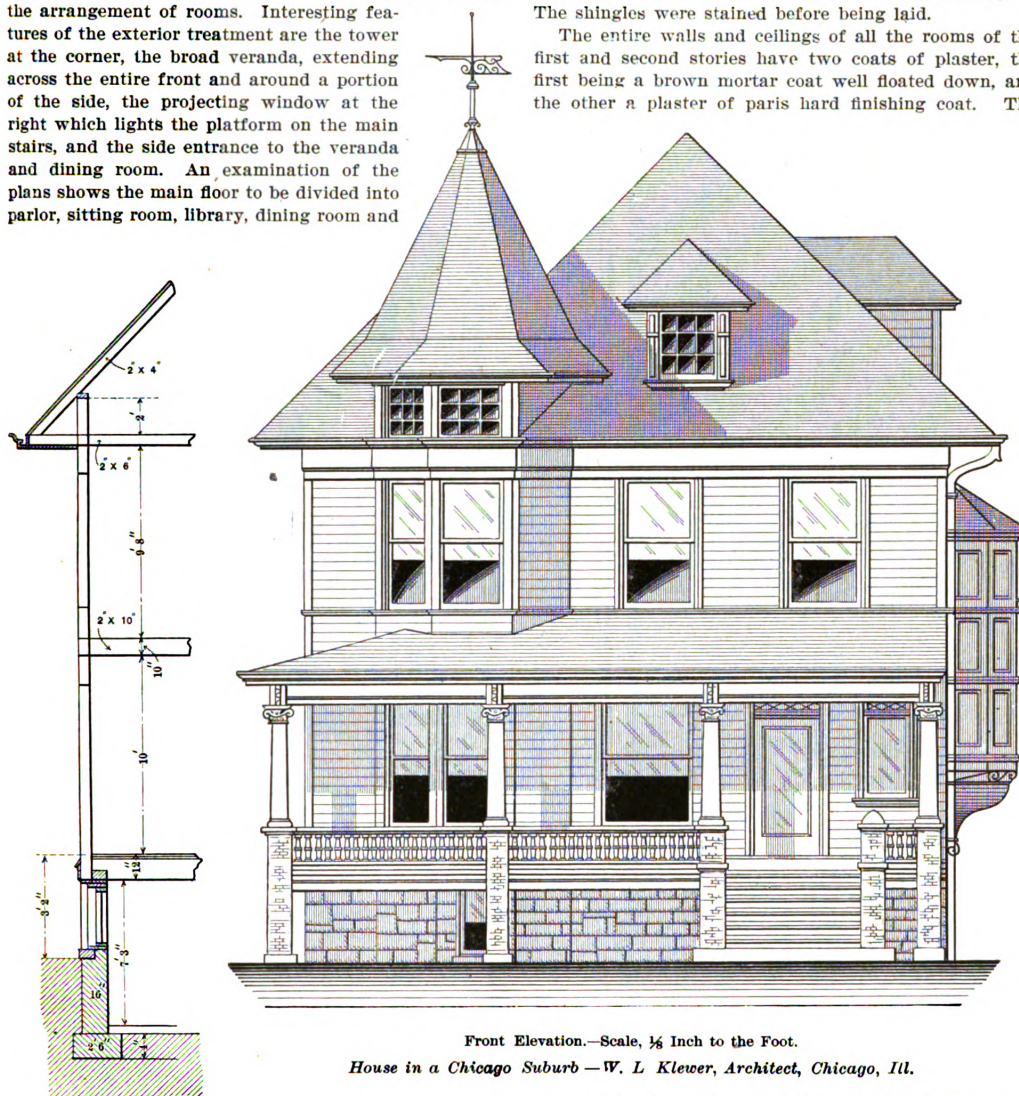 the arrangement of rooms. Interesting fea-
tures of the exterior treatment are the tower
at the corner, the broad veranda, extending
across the entire front and around a portion
of the side, the projecting window at the
right which lights the platform on the main
stairs, and the side entrance to the veranda
and dining room. An examination of the
plans shows the main floor to be divided into
parlor, sitting room, library, dining room and
The shingles were stained before being laid.
The entire walls and ceilings of all the rooms of th
first and second stories have two coats of plaster, th
first being a brown mortar coat well floated down, an
the other a plaster of paris hard finishing coat. Th
2" X 4"
2'
2" X 6"
9'-8"
2" X 10"
10"
10'
12"
3'-2"
7'-3"
16"
2'6"
Front Elevation.—Scale, ⅛ Inch to the Foot.
House in a Chicago Suburb — W. L Klewer, Architect, Chicago, Ill.